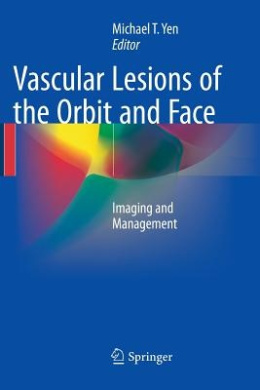 Michael T. Yen
Editor
Vascular Lesions of
the Orbit and Face
Imaging and
Management
Springer